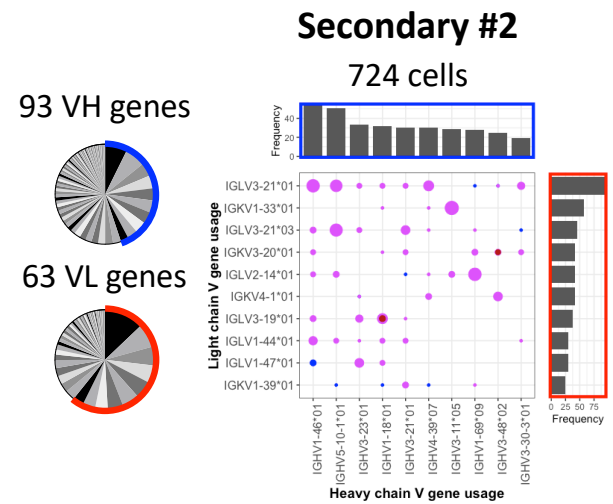 Secondary #2
724 cells
93 VH genes
63 VL genes
Frequency
40
20
0
Light chain V gene usage
IGLV3-21*01
IGKV1-33*01
IGLV3-21*03
IGKV3-20*01
IGLV2-14*01
IGKV4-1*01
IGLV3-19*01
IGLV1-44*01
IGLV1-47*01
IGKV1-39*01
0 25 50 75
Frequency
IGHV1-46*01
IGHV5-10-1*01
IGHV3-23*01
IGHV1-18*01
IGHV3-21*01
IGHV4-39*07
IGHV3-11*05
IGHV1-69*09
IGHV3-48*02
IGHV3-30-3*01
Heavy chain V gene usage